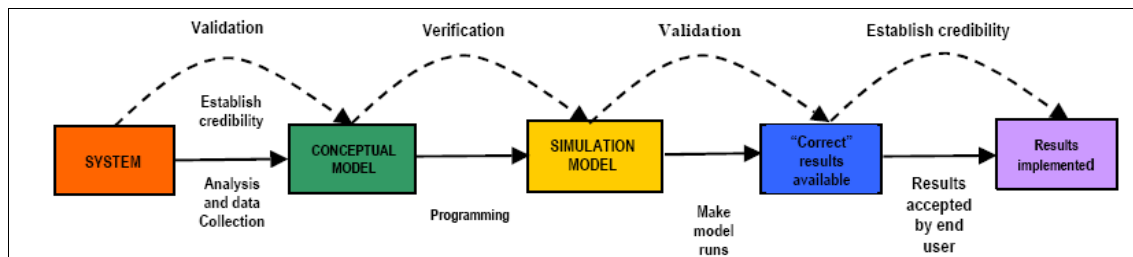 Validation
Verification
Validation
Establish credibility
Establish
credibility
SYSTEM
CONCEPTUAL
MODEL
SIMULATION
MODEL
“Correct”
results
available
Results
implemented
Analysis
and data
Collection
Programming
Make
model
runs
Results
accepted
by end
user